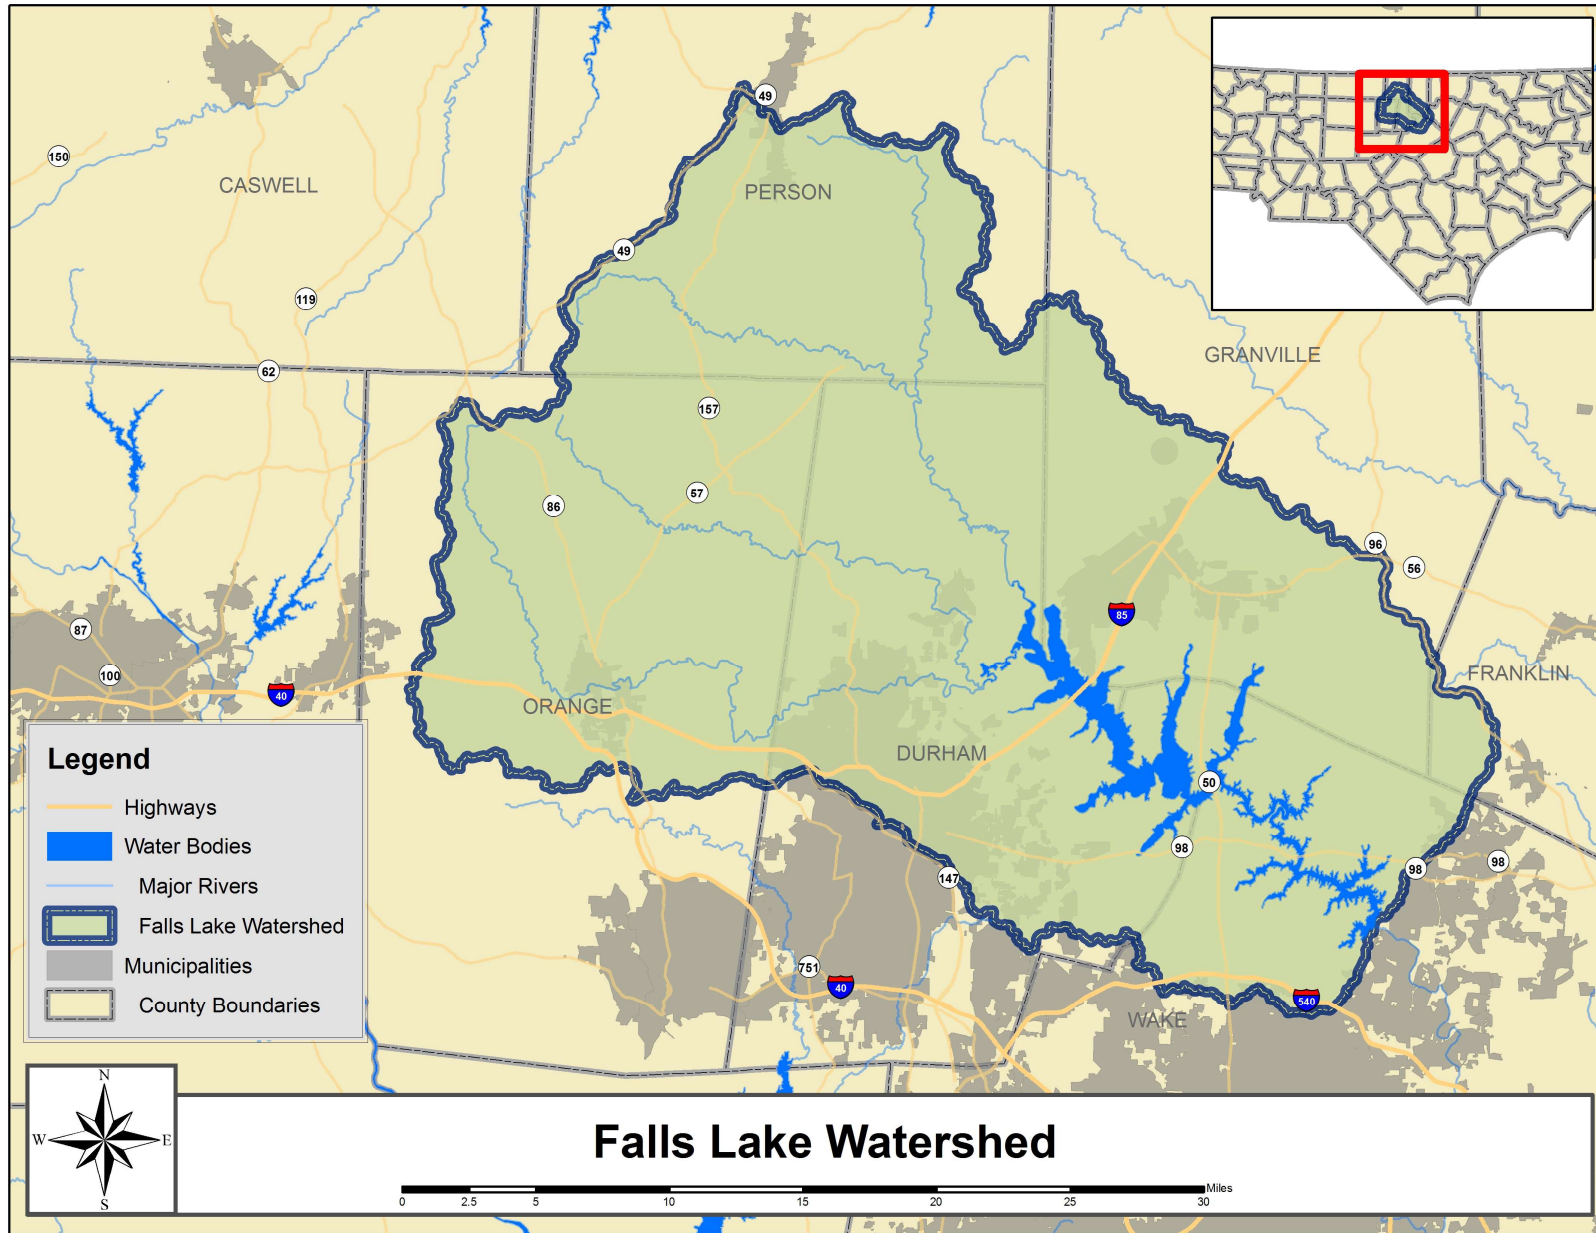 49
150
CASWELL
PERSON
49
119
GRANVILLE
62
157
57
86
96
56
85
87
100
40
FRANKLIN
ORANGE
DURHAM
50
98
98
98
147
751
40
540
WAKE
Legend
Highways
Water Bodies
Major Rivers
Falls Lake Watershed
Municipalities
County Boundaries
N
W E
S
Falls Lake Watershed
Miles
0 2.5 5 10 15 20 25 30